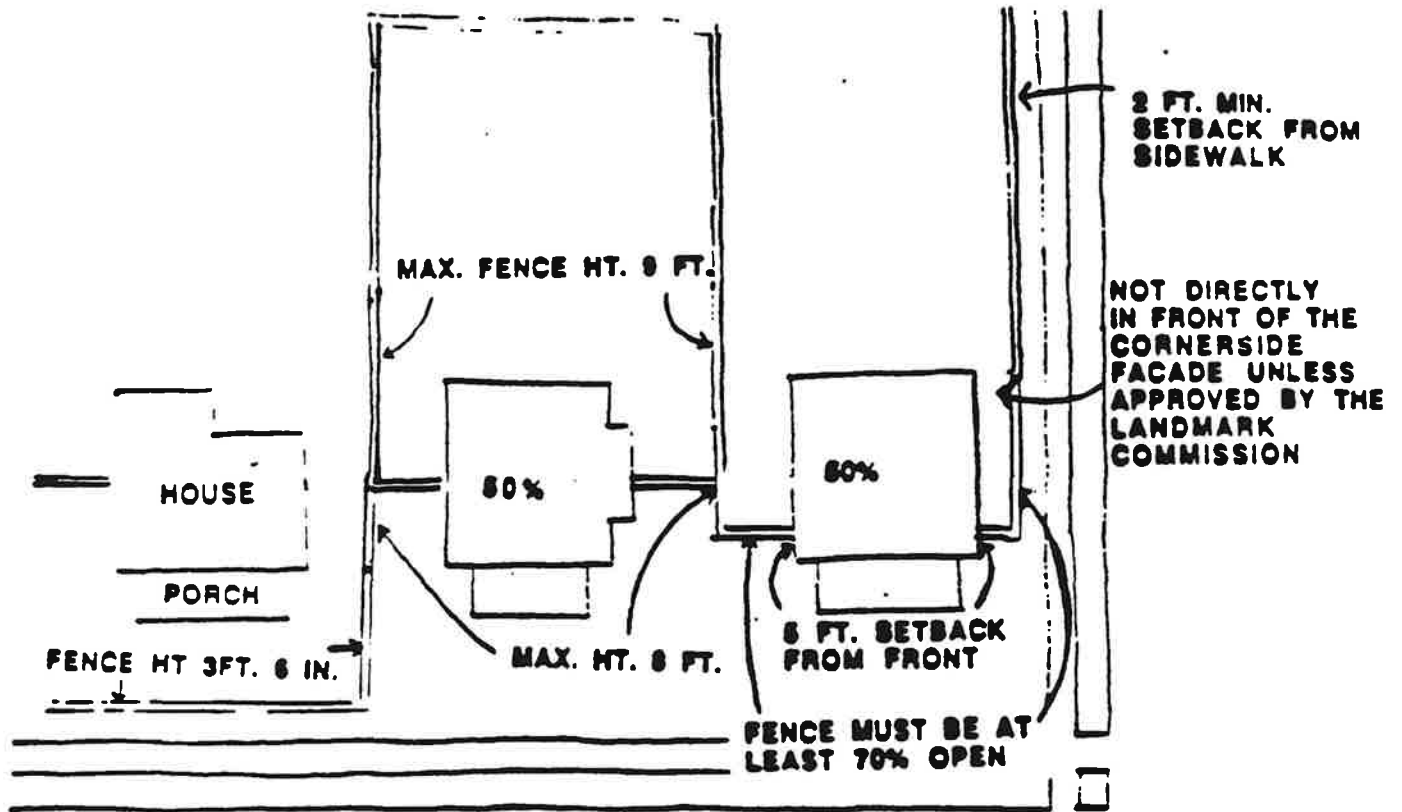 2 FT. MIN.
SETBACK FROM
SIDEWALK
MAX. FENCE HT. 9 FT.
NOT DIRECTLY
IN FRONT OF THE
CORNERSIDE
FACADE UNLESS
APPROVED BY THE
LANDMARK
COMMISSION
HOUSE
50%
50%
PORCH
FENCE HT 3FT. 6 IN.
MAX. HT. 8 FT.
5 FT. SETBACK
FROM FRONT
FENCE MUST BE AT
LEAST 70% OPEN